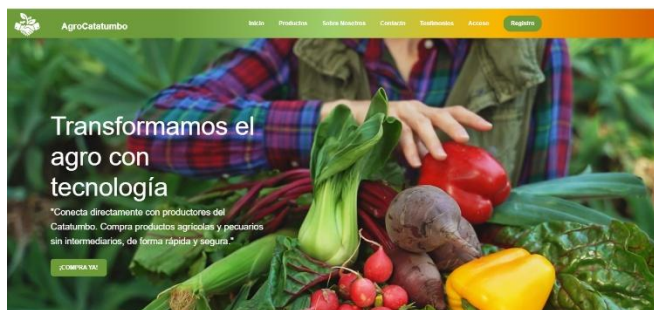 AgroCatatumbo
Inicio Productos Sobre Nosotros Contacto Testimonios Acceso Registro
Transformamos el
agro con
tecnología
"Conecta directamente con productores del
Catatumbo. Compra productos agrícolas y pecuarios
sin intermediarios, de forma rápida y segura."
¡COMPRA YA!